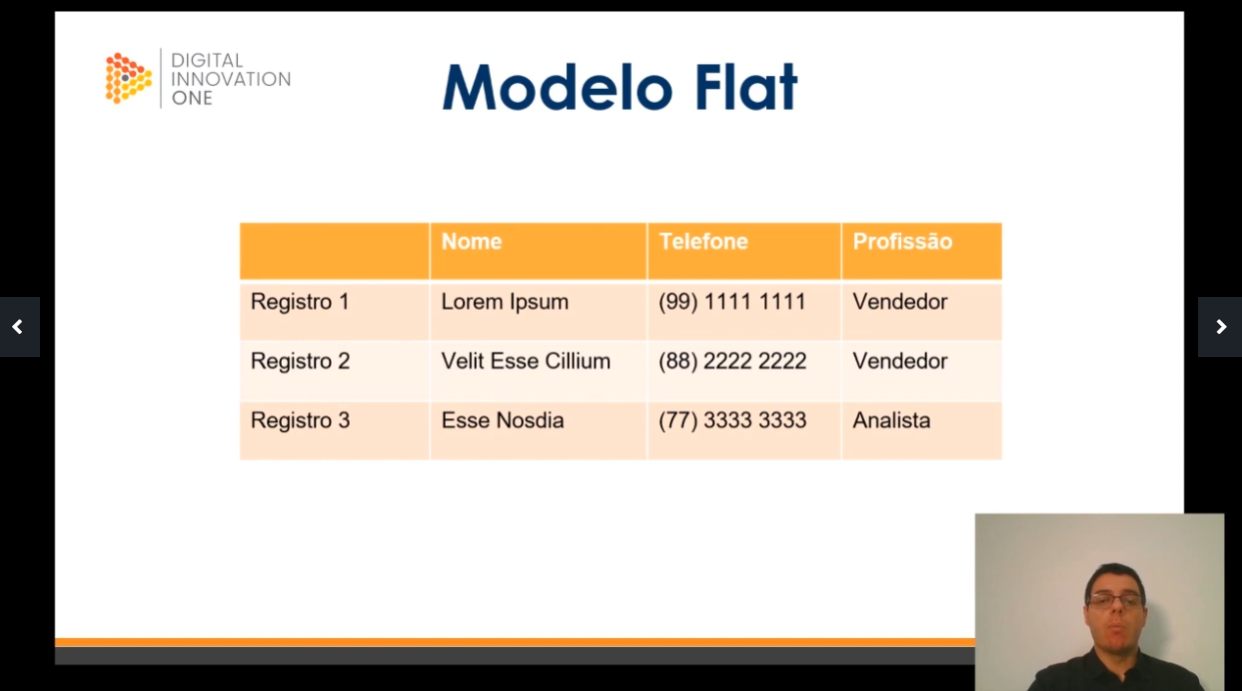 DIGITAL
INNOVATION
ONE
Modelo Flat
Nome Telefone Profissão
Registro 1 Lorem Ipsum (99) 1111 1111 Vendedor
Registro 2 Velit Esse Cillium (88) 2222 2222 Vendedor
Registro 3 Esse Nosdia (77) 3333 3333 Analista